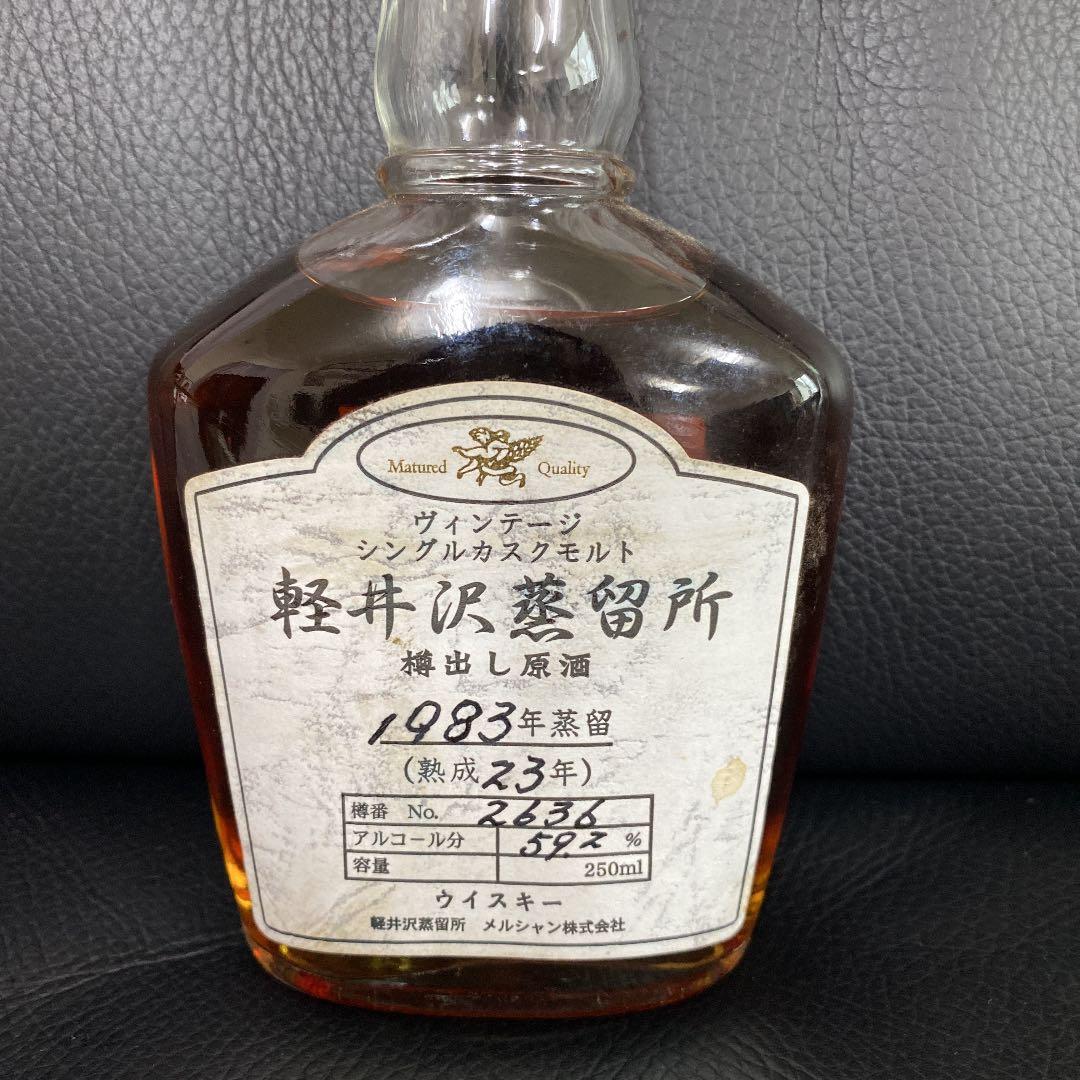 Matured Quality
ヴィンテージ
シングルカスクモルト
軽井沢蒸留所
樽出し原酒
1983年蒸留
(熟成23年)
樽番 No. 2636
アルコール分 59.2 %
容量 250ml
ウイスキー
軽井沢蒸留所 メルシャン株式会社